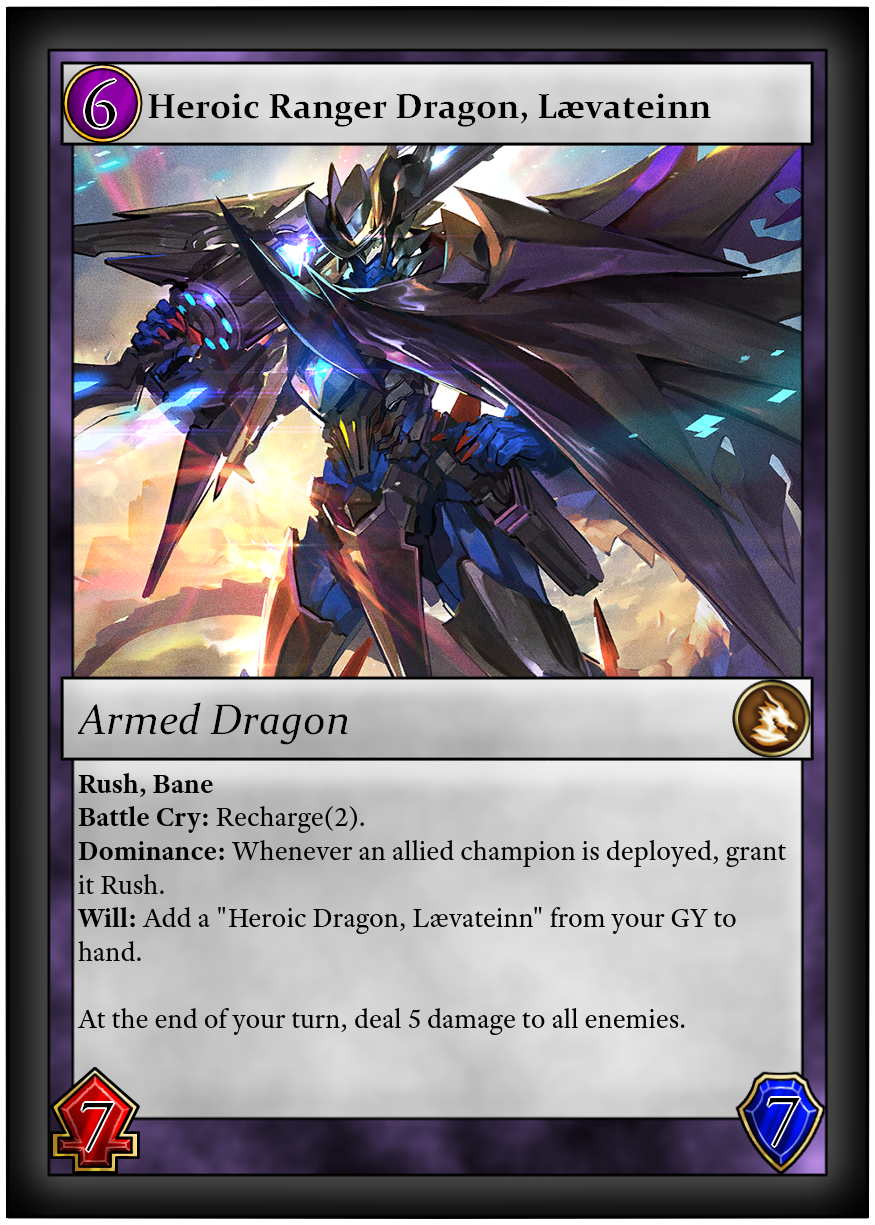 6 Heroic Ranger Dragon, Lævateinn
Armed Dragon
Rush, Bane
Battle Cry: Recharge(2).
Dominance: Whenever an allied champion is deployed, grant
it Rush.
Will: Add a "Heroic Dragon, Lævateinn" from your GY to
hand.
At the end of your turn, deal 5 damage to all enemies.
7 7